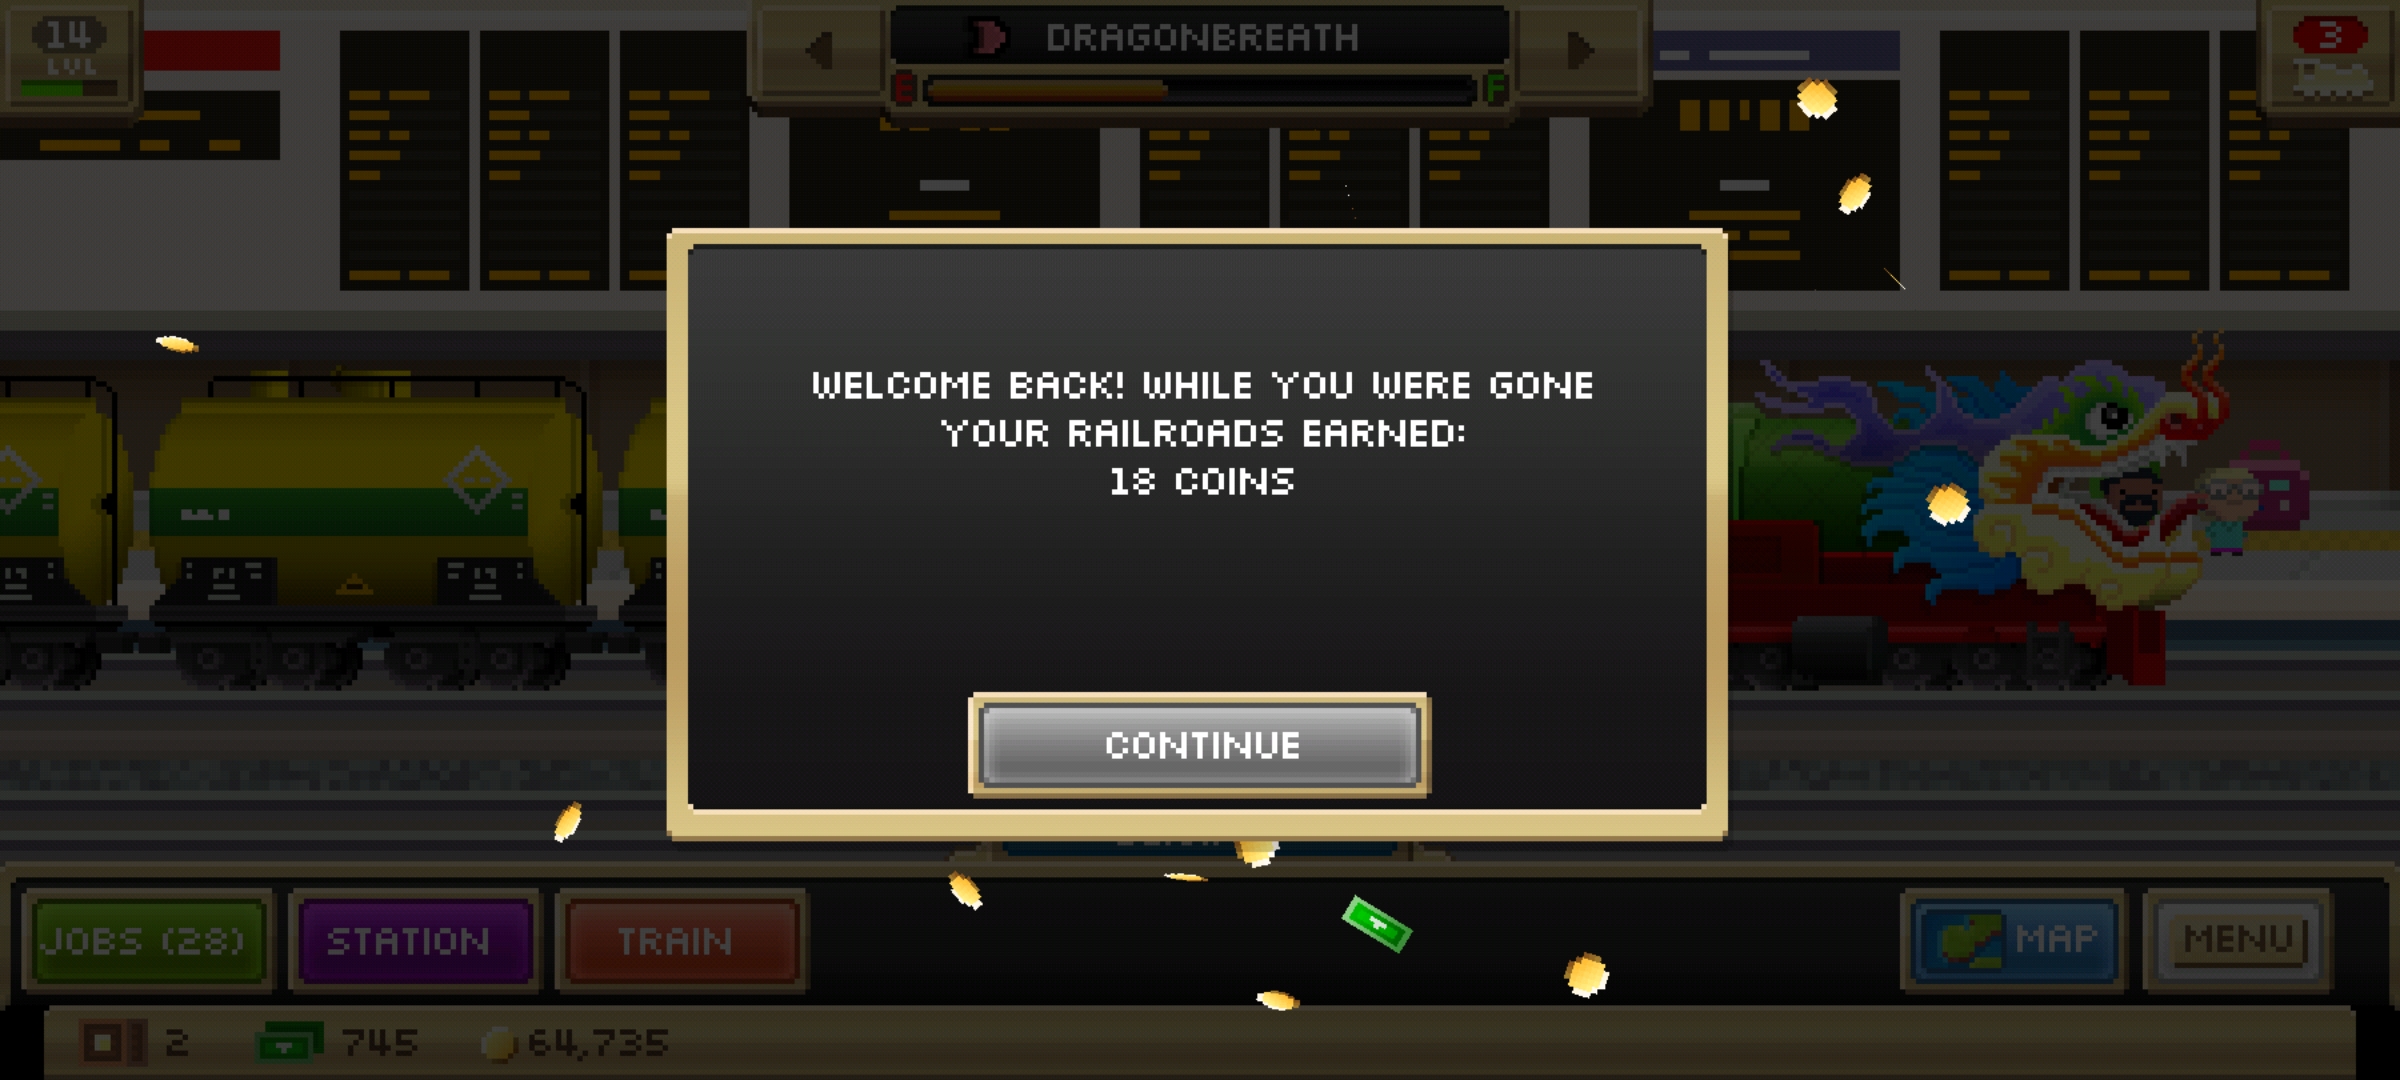 14
LVL
DRAGONBREATH
E
F
3
WELCOME BACK! WHILE YOU WERE GONE
YOUR RAILROADS EARNED:
18 COINS
CONTINUE
JOBS (28)
STATION
TRAIN
MAP
MENU
2
745
64,735